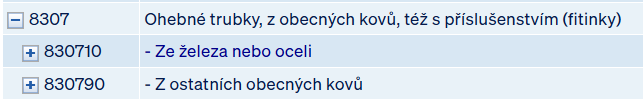 8307 Ohebné trubky, z obecných kovů, též s příslušenstvím (fitinky)
830710 - Ze železa nebo oceli
830790 - Z ostatních obecných kovů